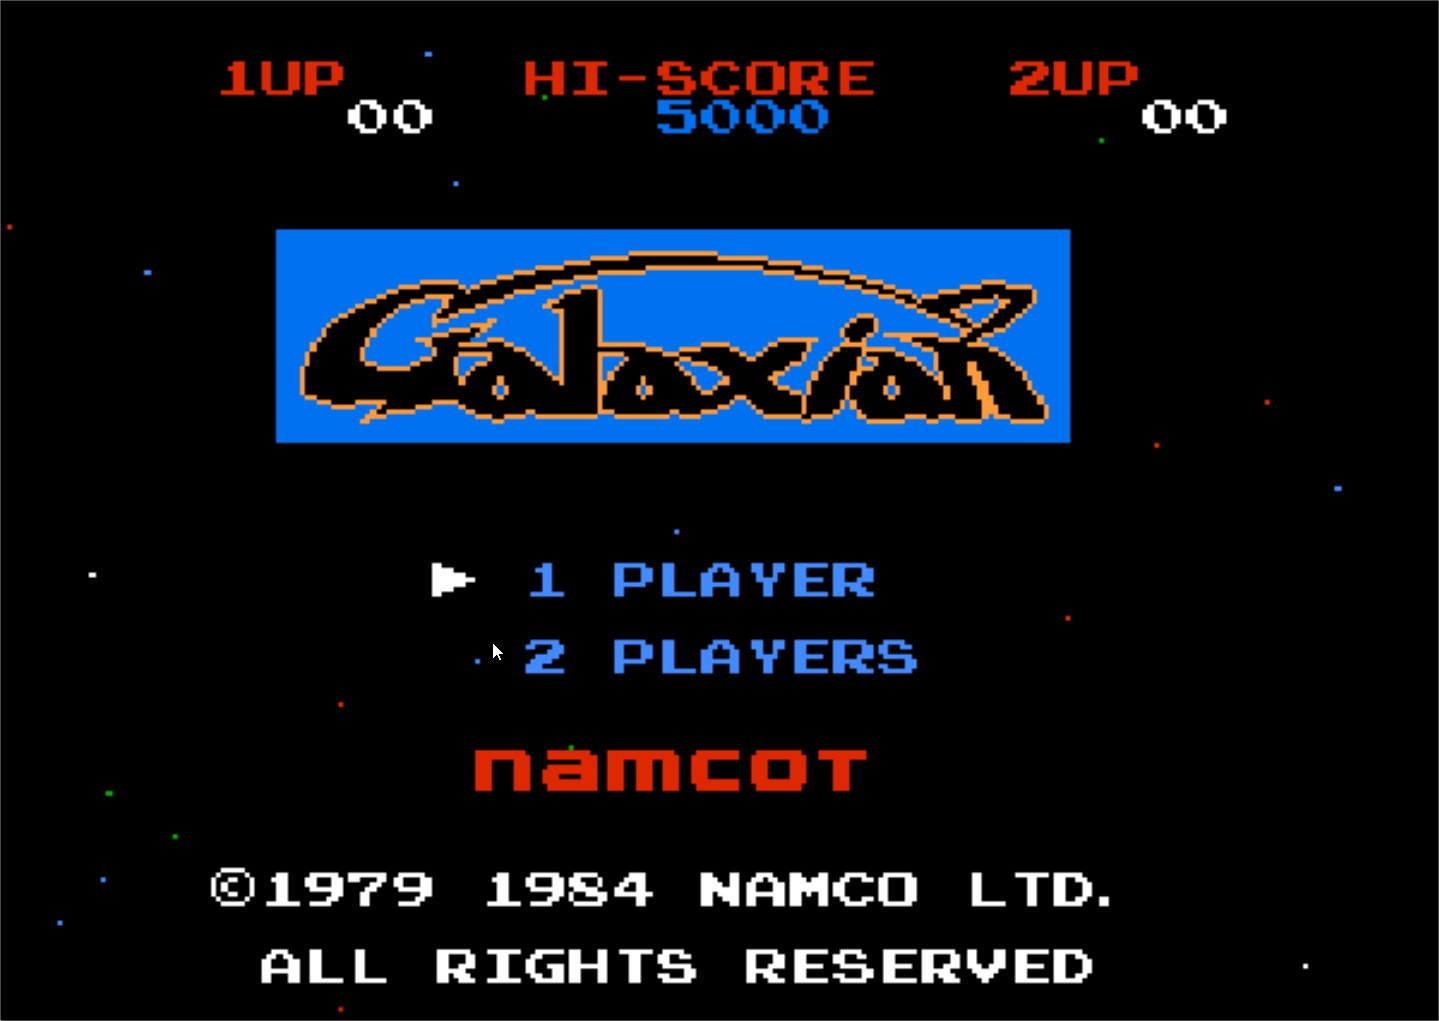 1UP HI-SCORE 2UP
00 5000 00
Galaxian
1 PLAYER
2 PLAYERS
namcoT
©1979 1984 NAMCO LTD.
ALL RIGHTS RESERVED